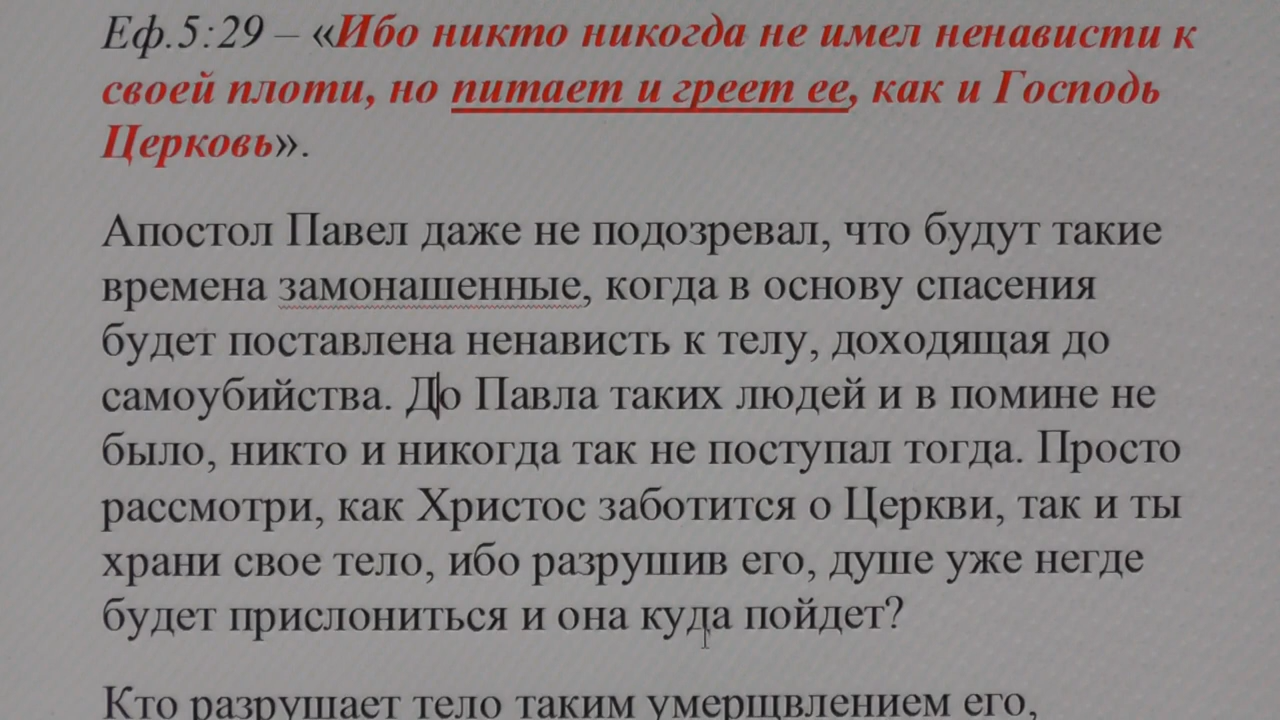 Еф.5:29 – «Ибо никто никогда не имел ненависти к
своей плоти, но питает и греет ее, как и Господь
Церковь».
Апостол Павел даже не подозревал, что будут такие
времена замонашенные, когда в основу спасения
будет поставлена ненависть к телу, доходящая до
самоубийства. До Павла таких людей и в помине не
было, никто и никогда так не поступал тогда. Просто
рассмотри, как Христос заботится о Церкви, так и ты
храни свое тело, ибо разрушив его, душе уже негде
будет прислониться и она куда пойдет?
Кто разрушает тело таким умерщвлением его,